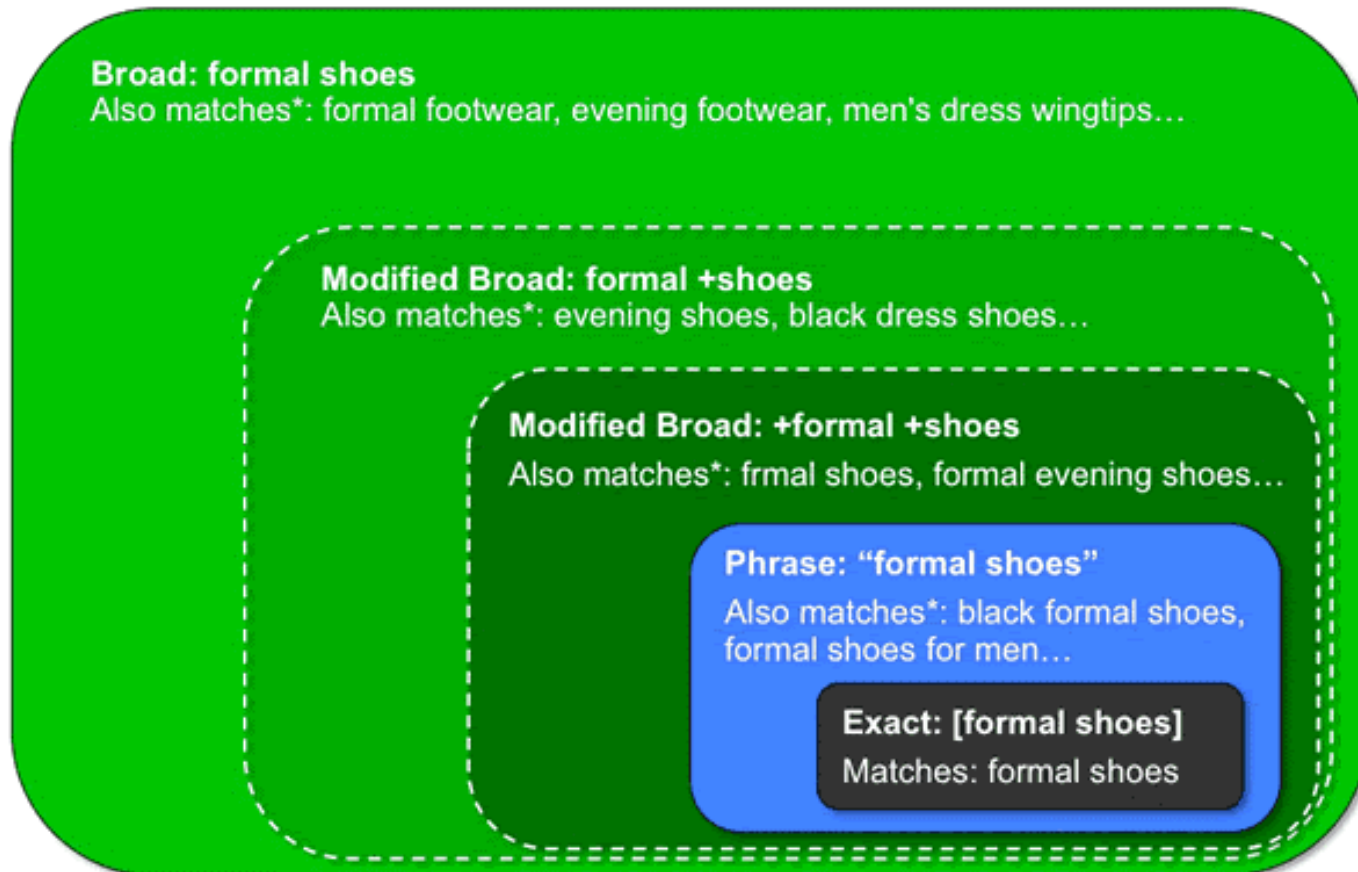 Broad: formal shoes
Also matches*: formal footwear, evening footwear, men's dress wingtips…
Modified Broad: formal +shoes
Also matches*: evening shoes, black dress shoes…
Modified Broad: +formal +shoes
Also matches*: frmal shoes, formal evening shoes…
Phrase: “formal shoes”
Also matches*: black formal shoes,
formal shoes for men…
Exact: [formal shoes]
Matches: formal shoes